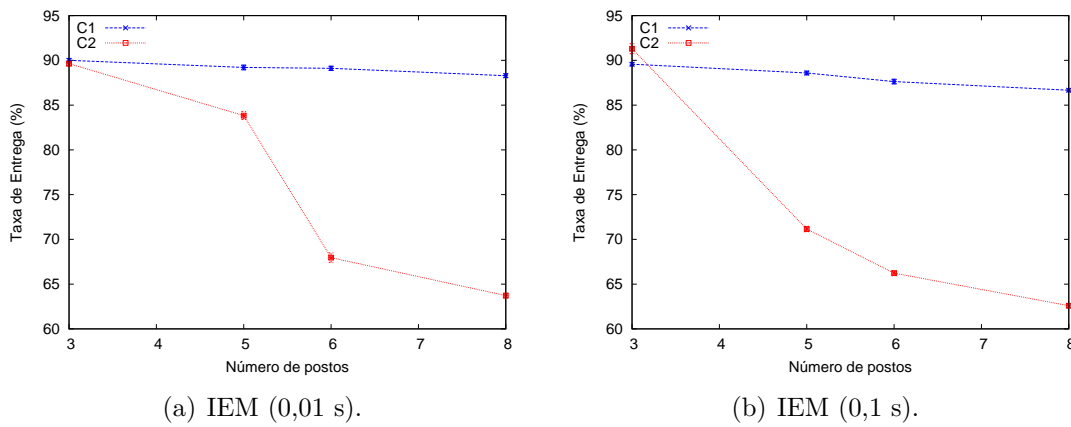 C1
C2
95
90
85
80
75
70
65
60
Taxa de Entrega (%)
3 4 5 6 7 8
Número de postos
(a) IEM (0,01 s).
C1
C2
95
90
85
80
75
70
65
60
Taxa de Entrega (%)
3 4 5 6 7 8
Número de postos
(b) IEM (0,1 s).